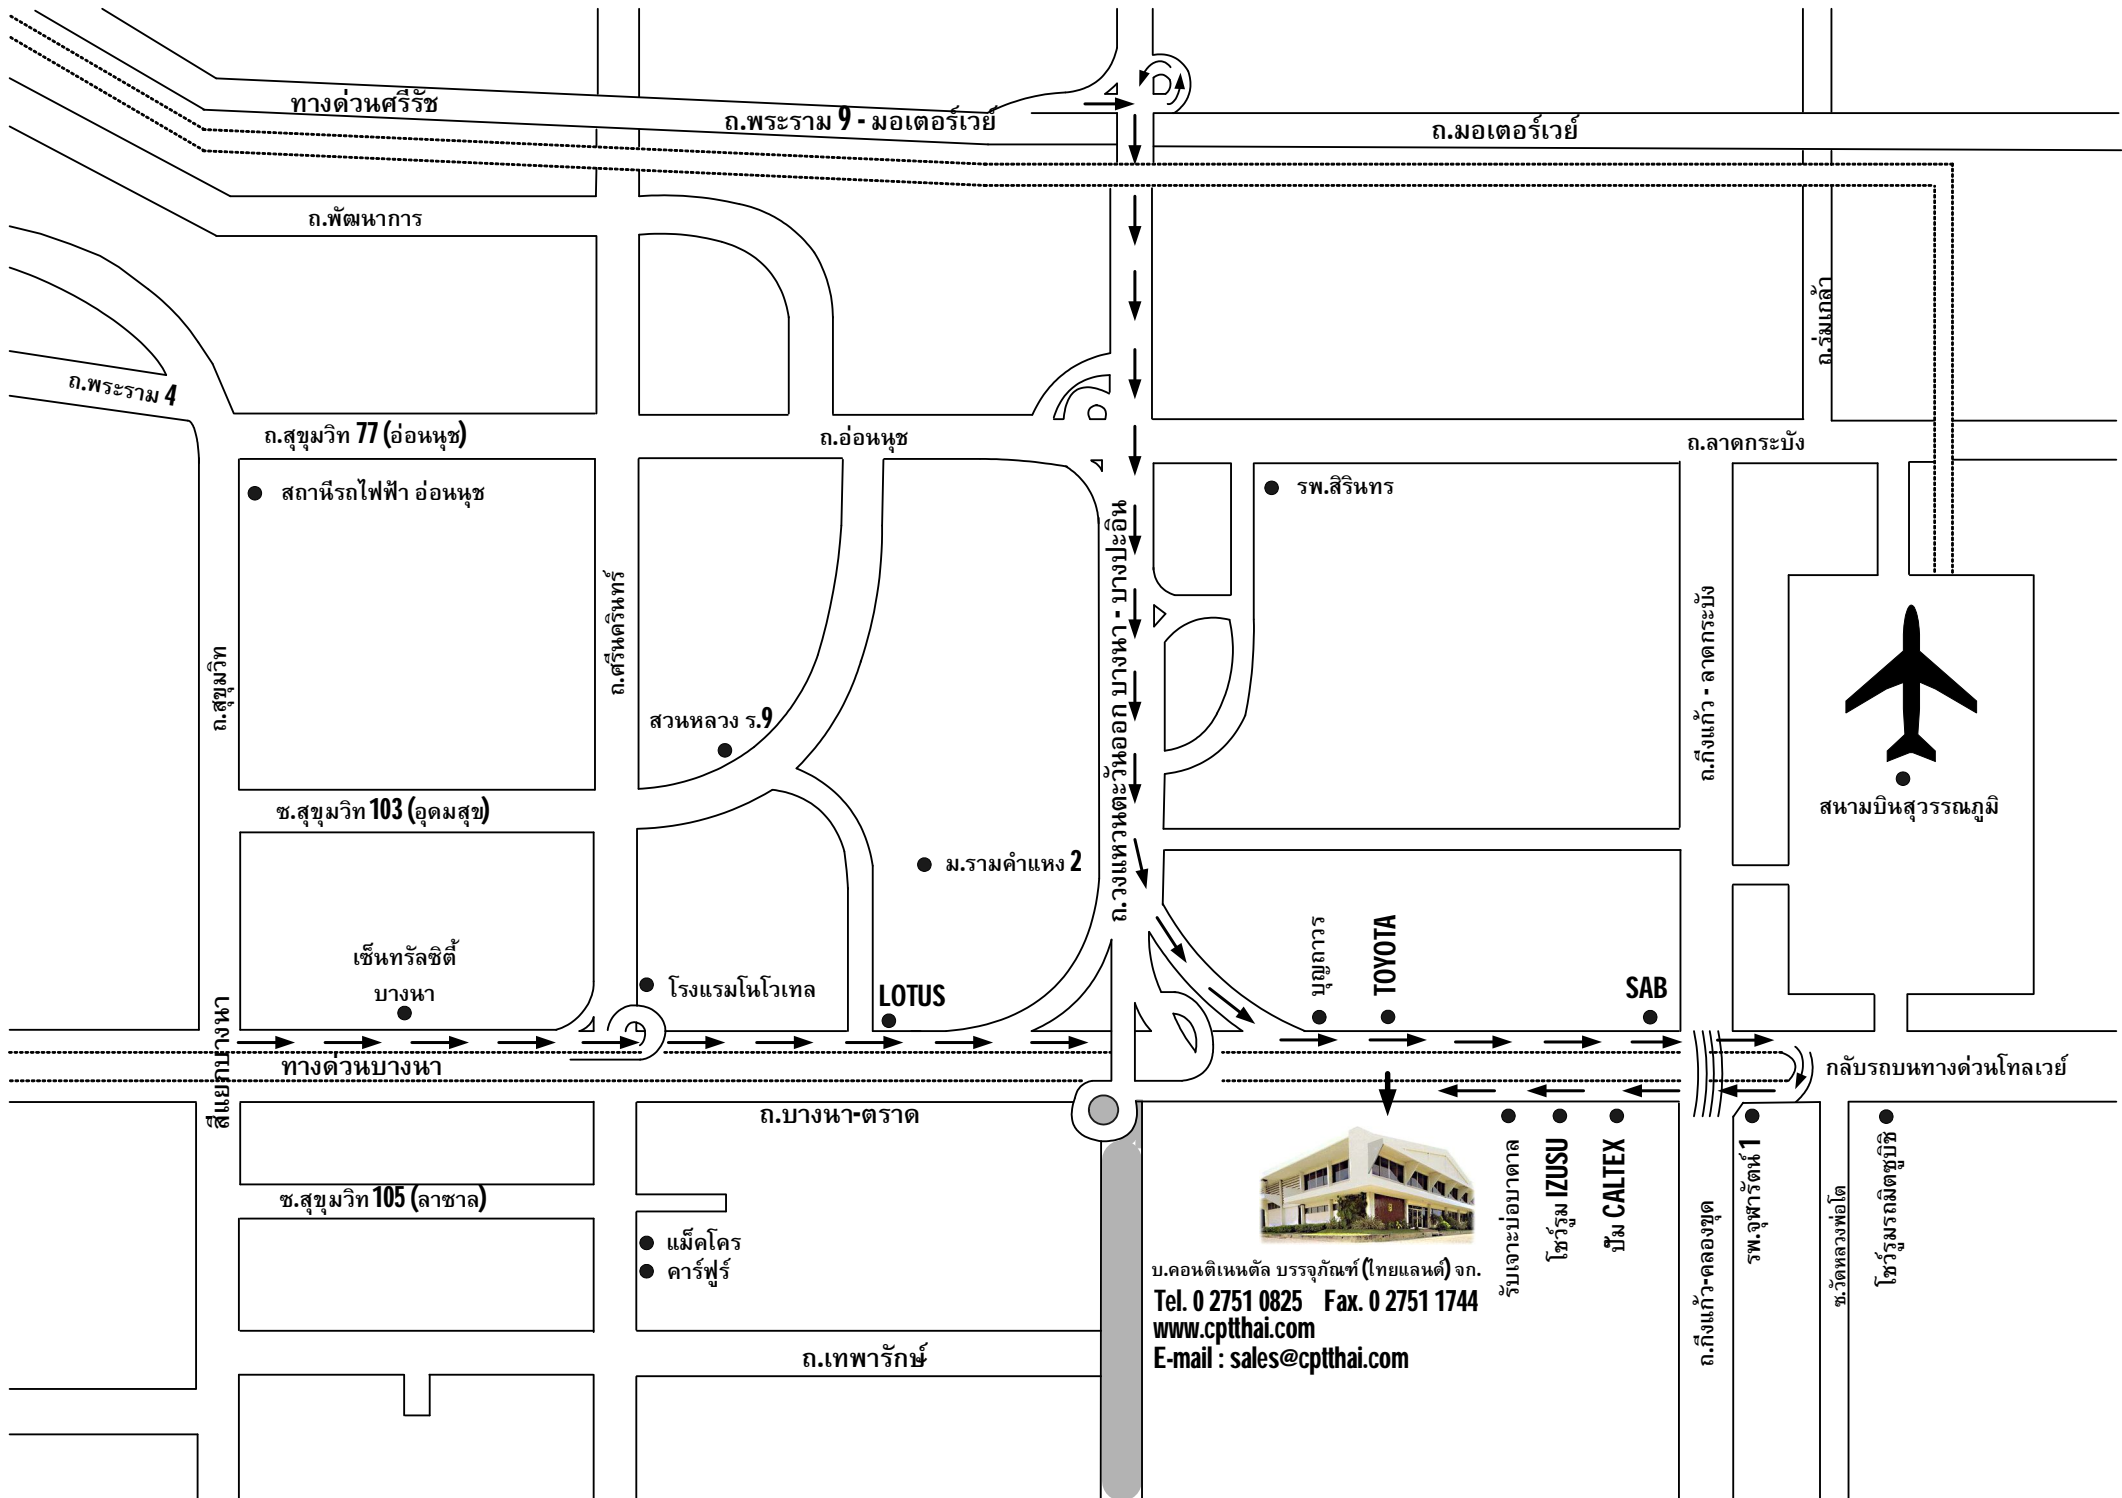 ทางด่วนศรีรัช
ถ.พระราม 9 - มอเตอร์เวย์
ถ.มอเตอร์เวย์
ถ.พัฒนาการ
ถ.ร่มเกล้า
ถ.พระราม 4
ถ.สุขุมวิท 77 (อ่อนนุช)
ถ.อ่อนนุช
ถ.ลาดกระบัง
สถานีรถไฟฟ้า อ่อนนุช
รพ.สิรินทร
ถ.วงแหวนตะวันออก บางนา - บางปะอิน
ถ.สุขุมวิท
ถ.ศรีนครินทร์
ถ.กิ่งแก้ว - ลาดกระบัง
สวนหลวง ร.9
สนามบินสุวรรณภูมิ
ซ.สุขุมวิท 103 (อุดมสุข)
ม.รามคำแหง 2
เซ็นทรัลซิตี้
บางนา
โรงแรมโนโวเทล
LOTUS
บุญถาวร
TOYOTA
SAB
สี่แยกบางนา
ทางด่วนบางนา
กลับรถบนทางด่วนโทลเวย์
ถ.บางนา-ตราด
ซ.สุขุมวิท 105 (ลาซาล)
แม็คโคร
คาร์ฟูร์
รับเจาะบ่อบาดาล
โชว์รูม IZUSU
ปั๊ม CALTEX
รพ.จุฬารัตน์ 1
ถ.กิ่งแก้ว-คลองขุด
ซ.วัดหลวงพ่อโต
โชว์รูมรถมิตซูบิช
บ.คอนติเนนตัล บรรจุภัณฑ์ (ไทยแลนด์) จก.
Tel. 0 2751 0825 Fax. 0 2751 1744
www.cptthai.com
E-mail : sales@cptthai.com
ถ.เทพารักษ์